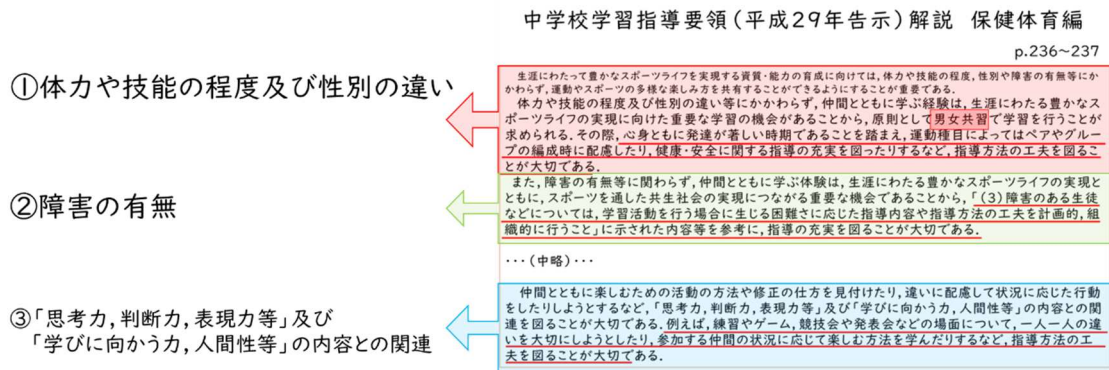 中学校学習指導要領(平成29年告示)解説 保健体育編
p.236~237
①体力や技能の程度及び性別の違い
生涯にわたって豊かなスポーツライフを実現する資質・能力の育成に向けては,体力や技能の程度,性別や障害の有無等にか
かわらず,運動やスポーツの多様な楽しみ方を共有することができるようにすることが重要である.
体力や技能の程度及び性別の違い等にかかわらず,仲間とともに学ぶ経験は,生涯にわたる豊かなス
ポーツライフの実現に向けた重要な学習の機会があることから,原則として男女共習で学習を行うことが
求められる.その際,心身ともに発達が著しい時期であることを踏まえ,運動種目によってはペアやグルー
プの編成時に配慮したり,健康・安全に関する指導の充実を図ったりするなど,指導方法の工夫を図るこ
とが大切である.
②障害の有無
また,障害の有無等に関わらず,仲間とともに学ぶ体験は,生涯にわたる豊かなスポーツライフの実現と
ともに,スポーツを通した共生社会の実現につながる重要な機会であることから,「(3)障害のある生徒
などについては,学習活動を行う場合に生じる困難さに応じた指導内容や指導方法の工夫を計画的,組
織的に行うこと」に示された内容等を参考に,指導の充実を図ることが大切である.
・・・(中略)・・・
③「思考力,判断力,表現力等」及び
「学びに向かう力,人間性等」の内容との関連
仲間とともに楽しむための活動の方法や修正の仕方を見付けたり,違いに配慮して状況に応じた行動
をしたりしようとするなど,「思考力,判断力,表現力等」及び「学びに向かう力,人間性等」の内容との関
連を図ることが大切である.例えば,練習やゲーム,競技会や発表会などの場面について,一人一人の違
いを大切にしようとしたり,参加する仲間の状況に応じて楽しむ方法を学んだりするなど,指導方法の工
夫を図ることが大切である.